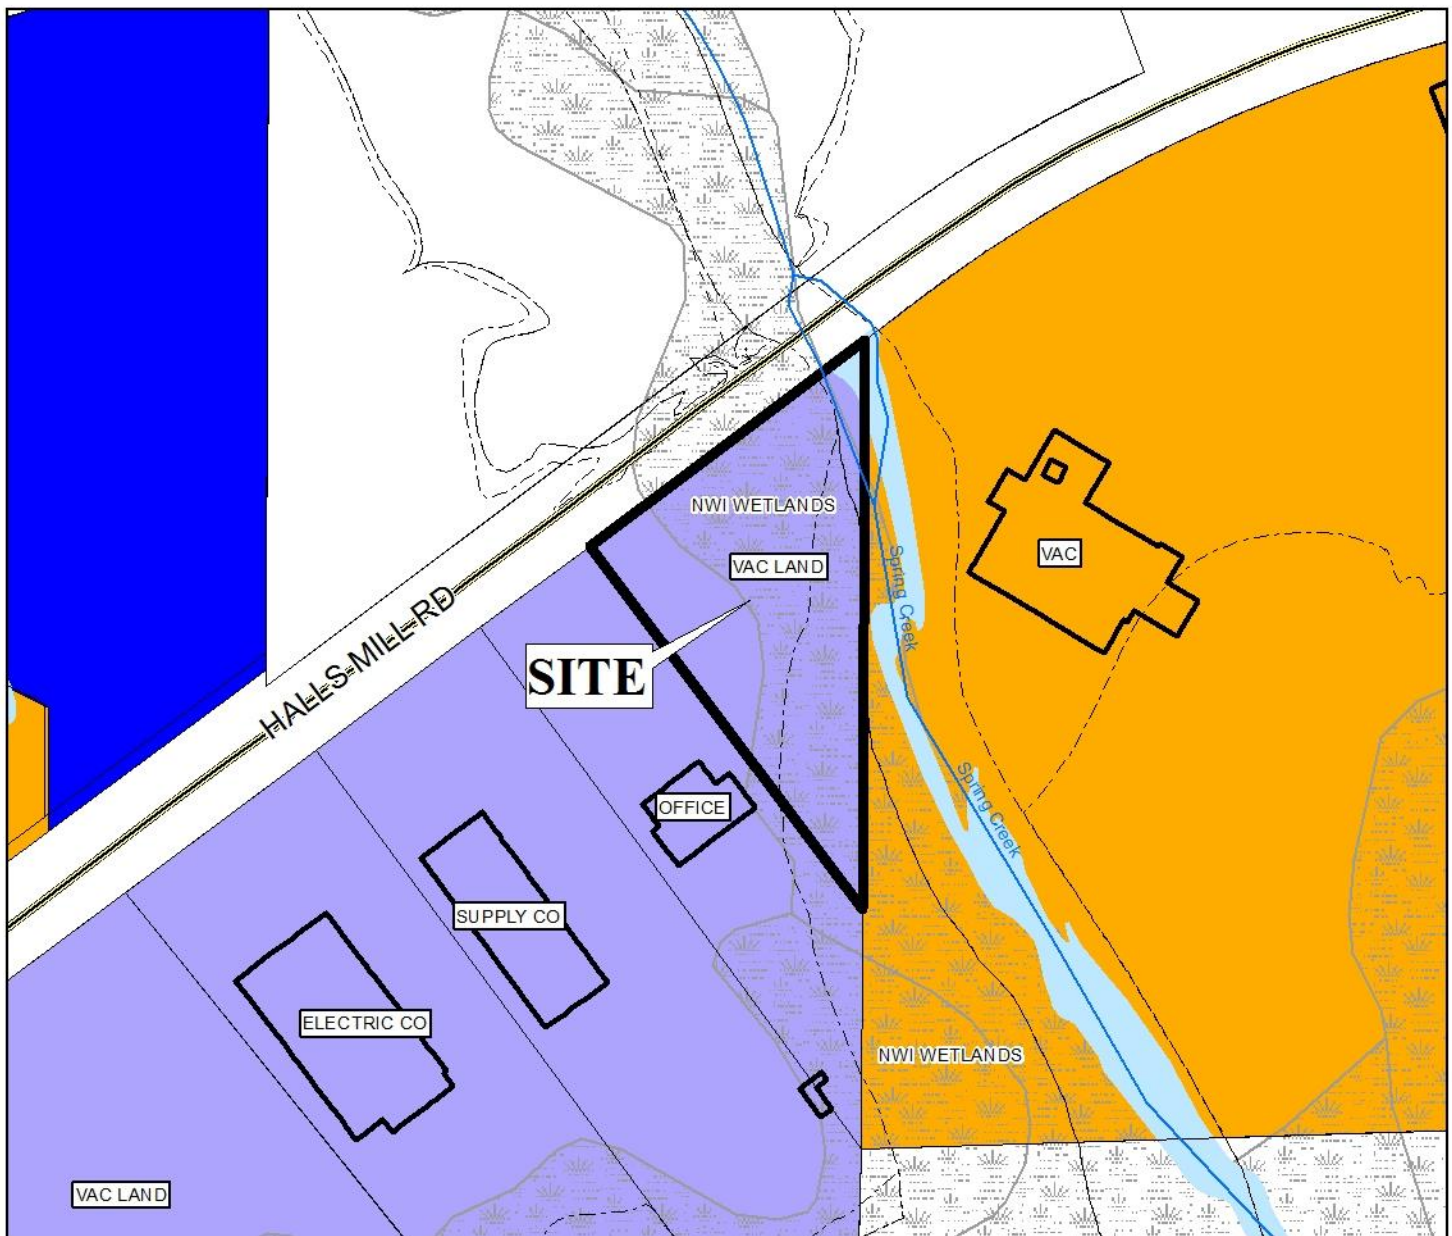 NWI WETLANDS
VAC LAND
VAC
Spring Creek
HALLS MILL RD
SITE
Spring Creek
OFFICE
SUPPLY CO
ELECTRIC CO
NWI WETLANDS
VAC LAND